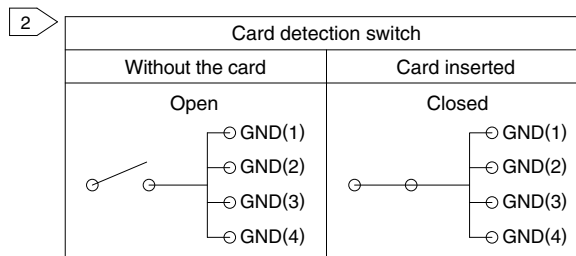 2
Card detection switch
Without the card Card inserted
Open Closed
GND(1) GND(1)
GND(2) GND(2)
GND(3) GND(3)
GND(4) GND(4)